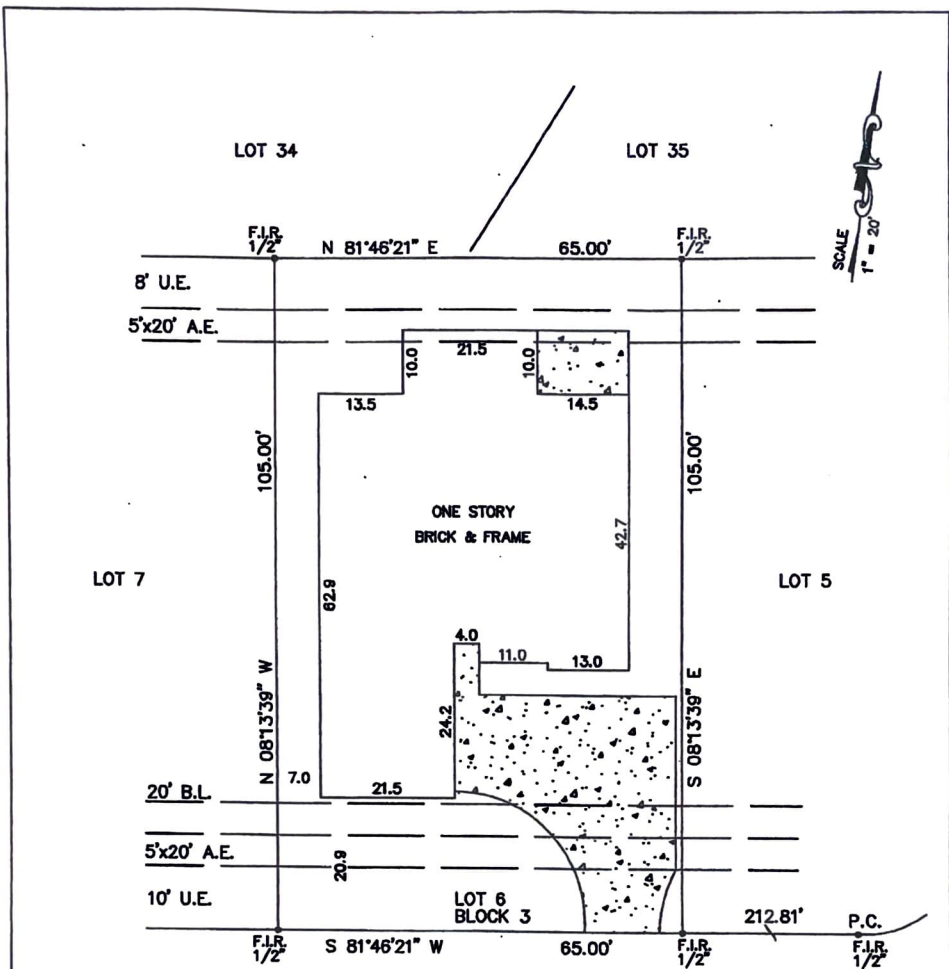 LOT 34
LOT 35
SCALE
1" = 20'
F.I.R.
1/2"
N 81°46'21" E
65.00'
F.I.R.
1/2"
8' U.E.
5'x20' A.E.
10.0
21.5
10.0
13.5
14.5
105.00'
105.00'
ONE STORY
BRICK & FRAME
42.7
LOT 7
LOT 5
62.9
4.0
11.0
13.0
N 08°13'39" W
24.2
S 08°13'39" E
7.0
21.5
20' B.L.
5'x20' A.E.
20.9
10' U.E.
LOT 6
BLOCK 3
212.81'
P.C.
F.I.R.
1/2"
S 81°46'21" W
65.00'
F.I.R.
1/2"
F.I.R.
1/2"